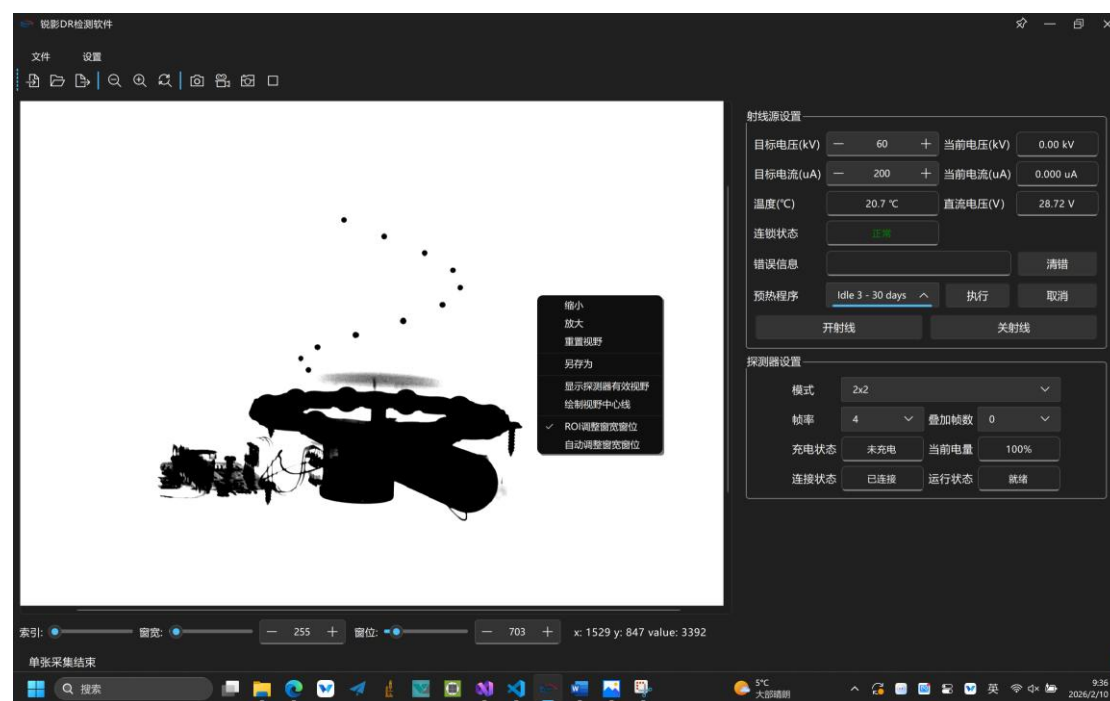 锐影DR检测软件
文件 设置
射线源设置
目标电压(kV) — 60 + 当前电压(kV) 0.00 kV
目标电流(uA) — 200 + 当前电流(uA) 0.000 uA
温度(℃) 20.7 ℃ 直流电压(V) 28.72 V
连锁状态 正常
错误信息 清错
预热程序 Idle 3 - 30 days 执行 取消
开射线 关射线
缩小
放大
重置视野
另存为
显示探测器有效视野
绘制视野中心线
✓ ROI调整窗宽窗位
自动调整窗宽窗位
探测器设置
模式 2x2
帧率 4 叠加帧数 0
充电状态 未充电 当前电量 100%
连接状态 已连接 运行状态 就绪
索引: 窗宽: — 255 + 窗位: — 703 + x: 1529 y: 847 value: 3392
单张采集结束
搜索
5°C
大部晴朗
英
9:36
2026/2/10